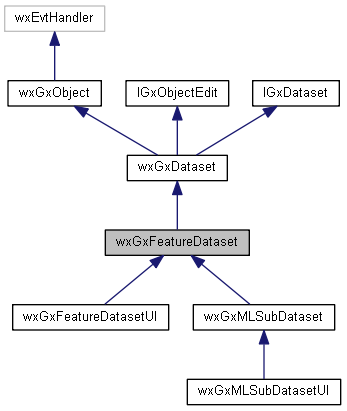 wxEvtHandler
wxGxObject
IGxObjectEdit
IGxDataset
wxGxDataset
wxGxFeatureDataset
wxGxFeatureDatasetUI
wxGxMLSubDataset
wxGxMLSubDatasetUI